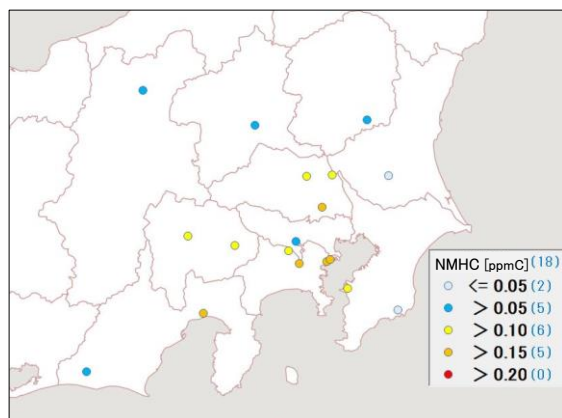 NMHC [ppmC] (18)
<= 0.05 (2)
> 0.05 (5)
> 0.10 (6)
> 0.15 (5)
> 0.20 (0)